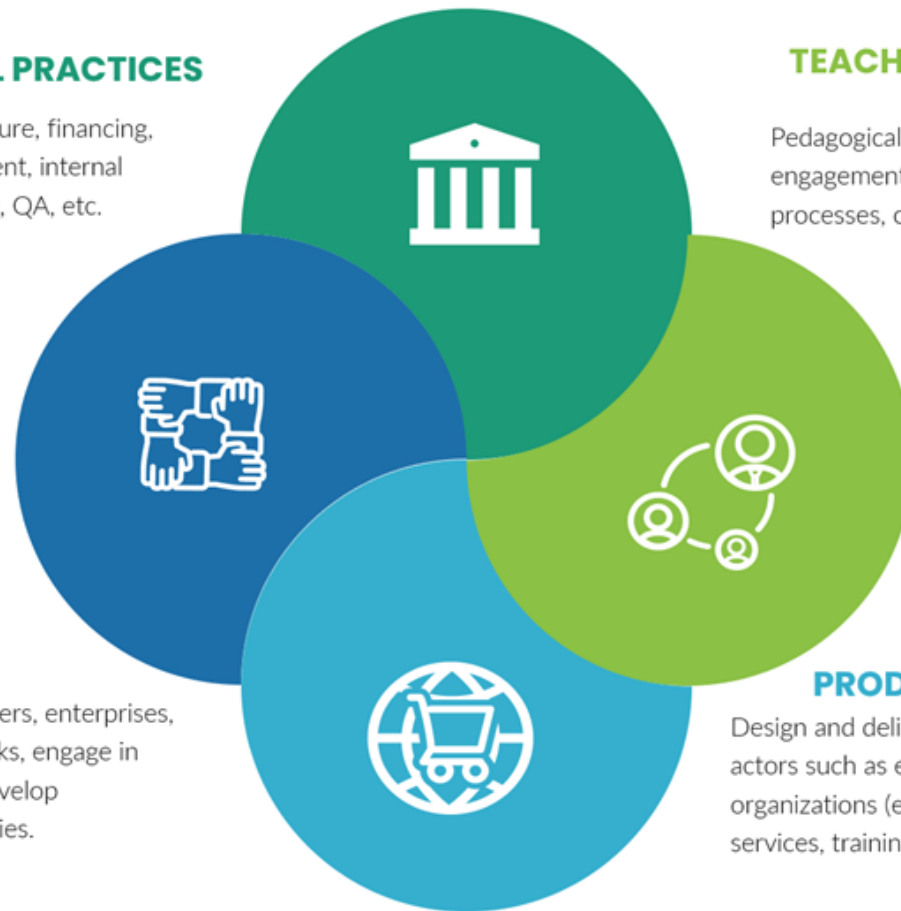 L PRACTICES
ure, financing,
ent, internal
, QA, etc.
TEACH
Pedagogical
engagement
processes, c
ers, enterprises,
ks, engage in
velop
ies.
PROD
Design and deli
actors such as e
organizations (e
services, trainin